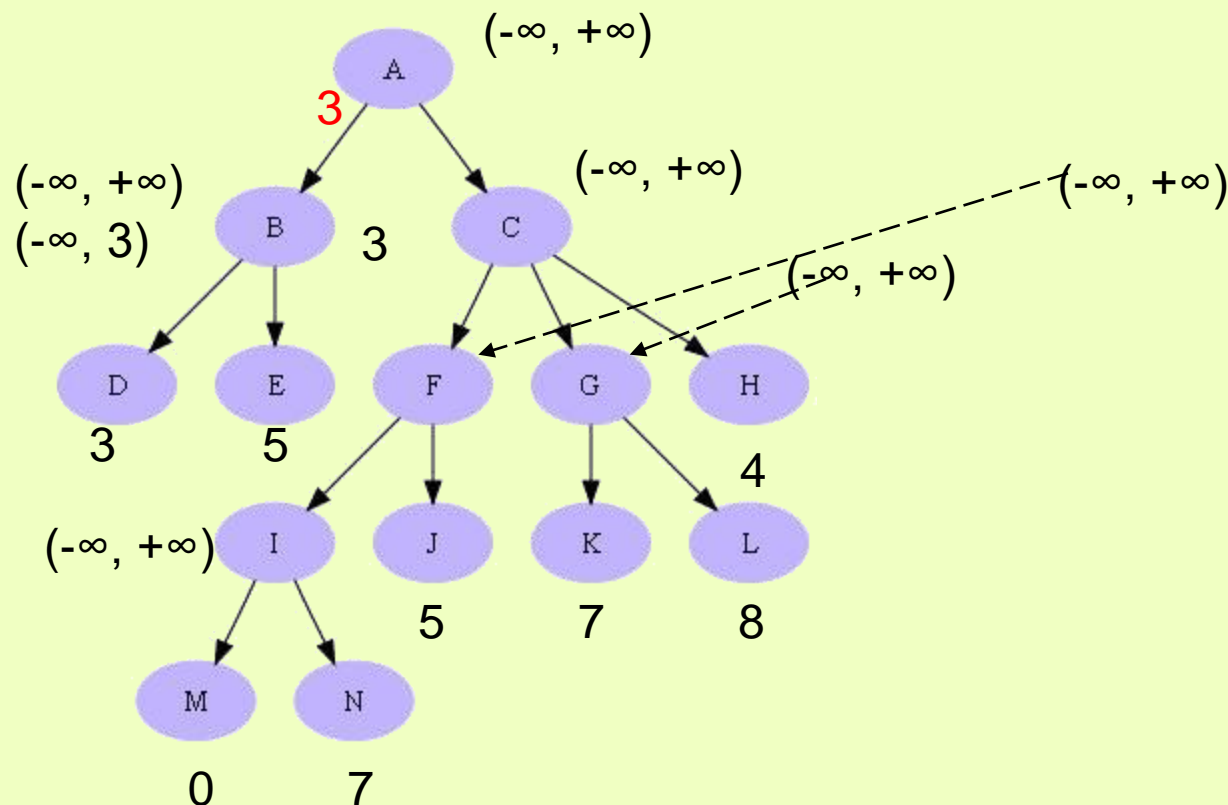 (-∞, +∞)
A
3
(-∞, +∞)
(-∞, +∞)
(-∞, +∞)
(-∞, 3)
B
3
C
(-∞, +∞)
D
E
F
G
H
3
5
4
(-∞, +∞)
I
J
K
L
5
7
8
M
N
0
7